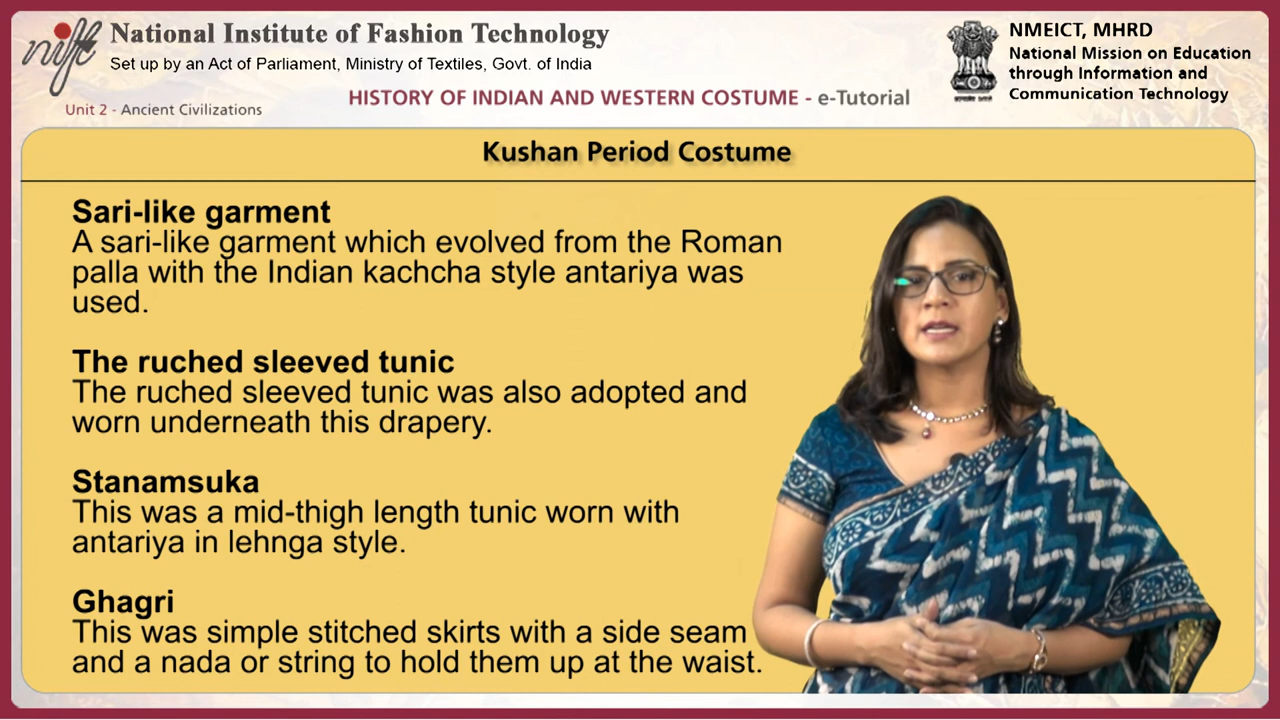 nift
National Institute of Fashion Technology
Set up by an Act of Parliament, Ministry of Textiles, Govt. of India
NMEICT, MHRD
National Mission on Education
through Information and
Communication Technology
Unit 2 - Ancient Civilizations
HISTORY OF INDIAN AND WESTERN COSTUME - e-Tutorial
Kushan Period Costume
Sari-like garment
A sari-like garment which evolved from the Roman
palla with the Indian kachcha style antariya was
used.
The ruched sleeved tunic
The ruched sleeved tunic was also adopted and
worn underneath this drapery.
Stanamsuka
This was a mid-thigh length tunic worn with
antariya in lehnga style.
Ghagri
This was simple stitched skirts with a side seam
and a nada or string to hold them up at the waist.